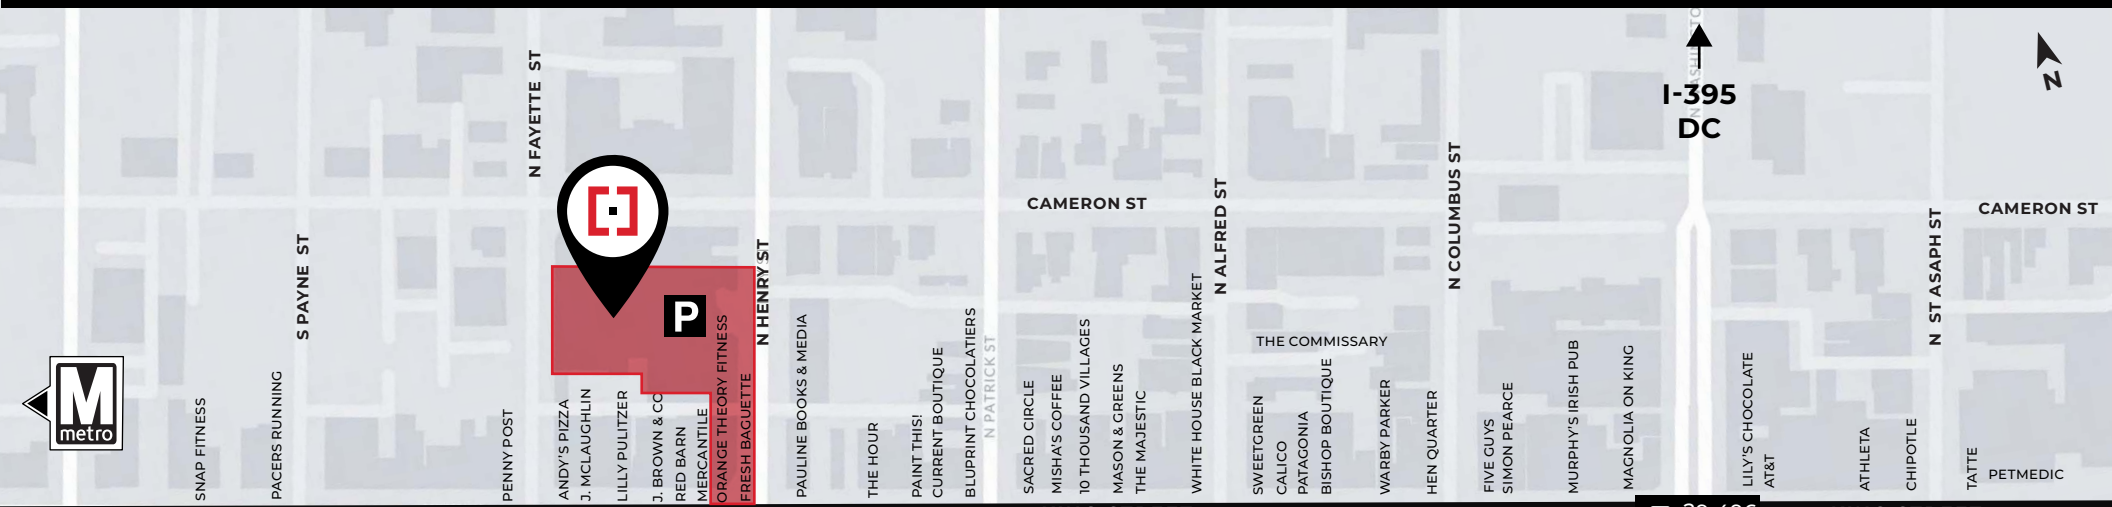 N FAYETTE ST
I-395
DC
N
CAMERON ST
CAMERON ST
S PAYNE ST
N HENRY ST
N ALFRED ST
N COLUMBUS ST
N ST ASAPH ST
N PATRICK ST
P
M
metro
SNAP FITNESS
PACERS RUNNING
PENNY POST
ANDY'S PIZZA
J. MCLAUGHLIN
LILLY PULITZER
J. BROWN & CO
RED BARN
MERCANTILE
ORANGE THEORY FITNESS
FRESH BAGUETTE
PAULINE BOOKS & MEDIA
THE HOUR
PAINT THIS!
CURRENT BOUTIQUE
BLUPRINT CHOCOLATIERS
SACRED CIRCLE
MISHA'S COFFEE
10 THOUSAND VILLAGES
MASON & GREENS
THE MAJESTIC
WHITE HOUSE BLACK MARKET
THE COMMISSARY
SWEETGREEN
CALICO
PATAGONIA
BISHOP BOUTIQUE
WARBY PARKER
HEN QUARTER
FIVE GUYS
SIMON PEARCE
MURPHY'S IRISH PUB
MAGNOLIA ON KING
LILY'S CHOCOLATE
AT&T
ATHLETA
CHIPOTLE
TATTE
PETMEDIC